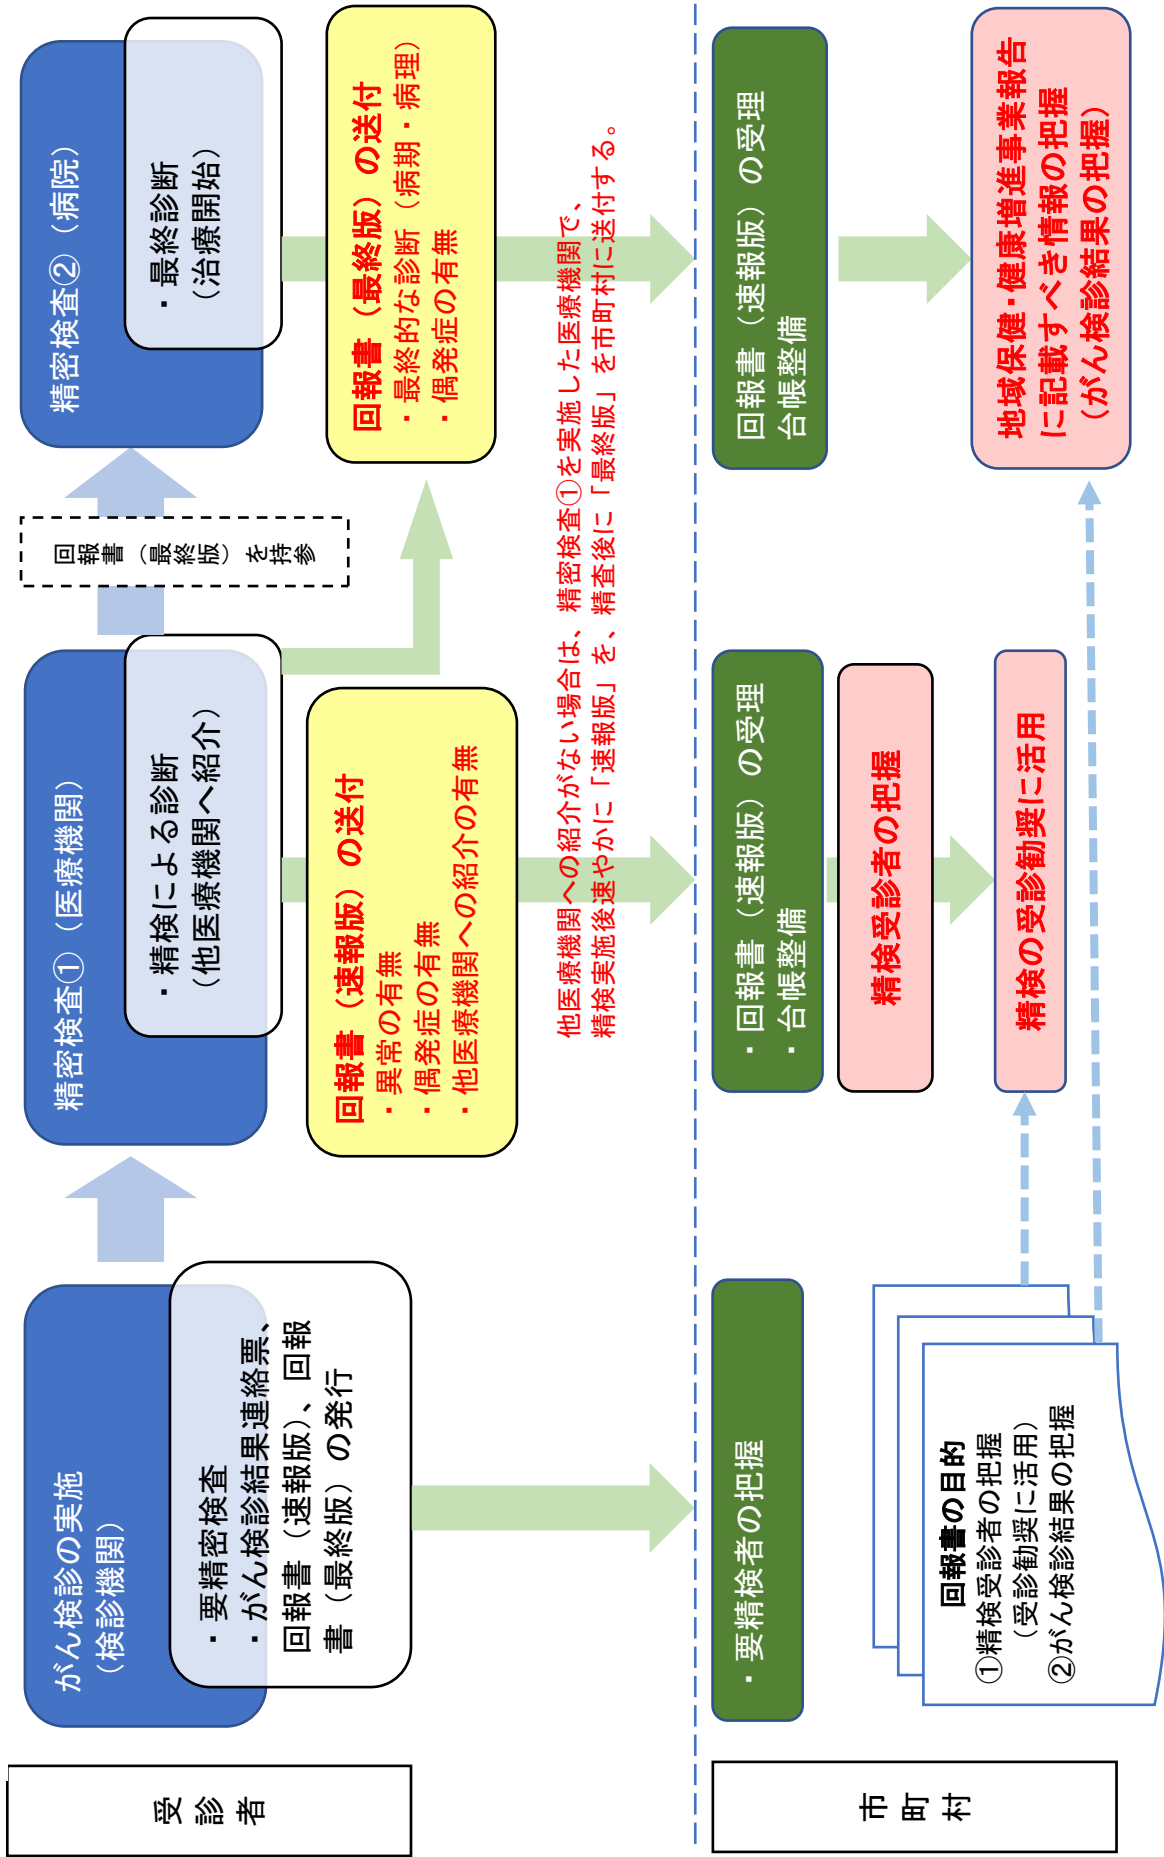 受診者
がん検診の実施
（検診機関）
・要精密検査
・がん検診結果連絡票、
回報書（速報版）、回報
書（最終版）の発行
精密検査①（医療機関）
・精検による診断
（他医療機関へ紹介）
回報書（最終版）を持参
精密検査②（病院）
・最終診断
（治療開始）
回報書（速報版）の送付
・異常の有無
・偶発症の有無
・他医療機関への紹介の有無
回報書（最終版）の送付
・最終的な診断（病期・病理）
・偶発症の有無
他医療機関への紹介がない場合は、精密検査①を実施した医療機関で、
精検実施後速やかに「速報版」を、精査後に「最終版」を市町村に送付する。
市町村
・要精検者の把握
・回報書（速報版）の受理
・台帳整備
精検受診者の把握
精検の受診勧奨に活用
回報書（速報版）の受理
台帳整備
地域保健・健康増進事業報告
に記載すべき情報の把握
（がん検診結果の把握）
回報書の目的
①精検受診者の把握
（受診勧奨に活用）
②がん検診結果の把握